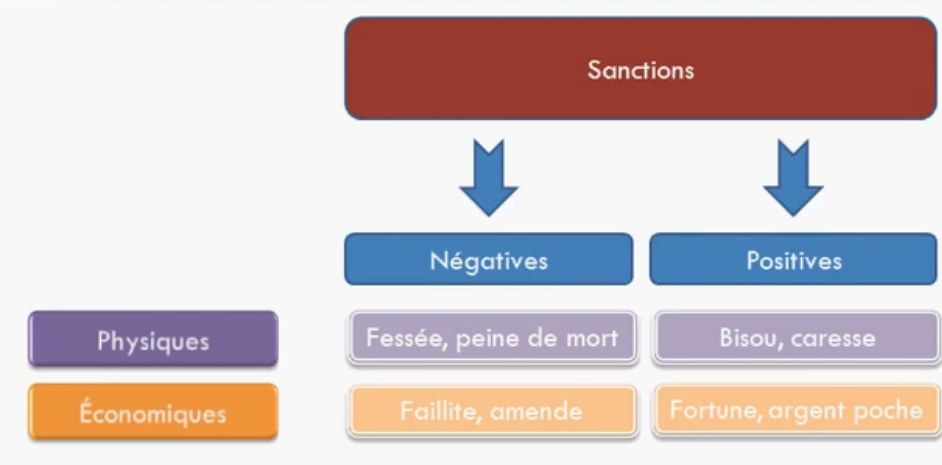 Sanctions
Négatives
Positives
Physiques
Fessée, peine de mort
Bisou, caresse
Économiques
Faillite, amende
Fortune, argent poche